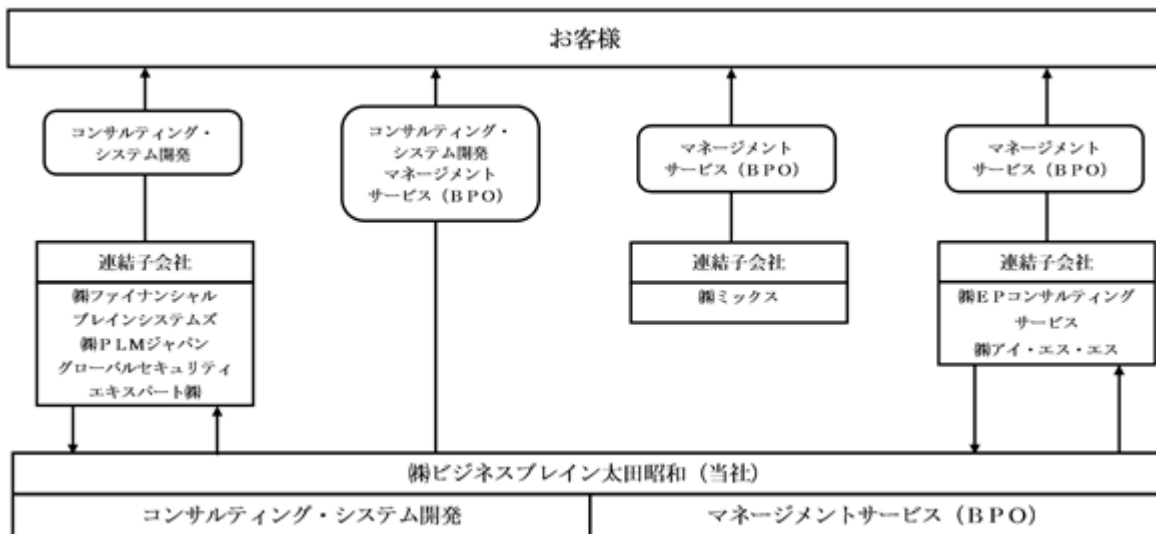 お客様
コンサルティング・
システム開発
コンサルティング・
システム開発
マネージメント
サービス（ＢＰＯ）
マネージメント
サービス（ＢＰＯ）
マネージメント
サービス（ＢＰＯ）
連結子会社
㈱ファイナンシャル
ブレインシステムズ
㈱ＰＬＭジャパン
グローバルセキュリティ
エキスパート㈱
連結子会社
㈱ミックス
連結子会社
㈱ＥＰコンサルティング
サービス
㈱アイ・エス・エス
㈱ビジネスブレイン太田昭和（当社）
コンサルティング・システム開発
マネージメントサービス（ＢＰＯ）